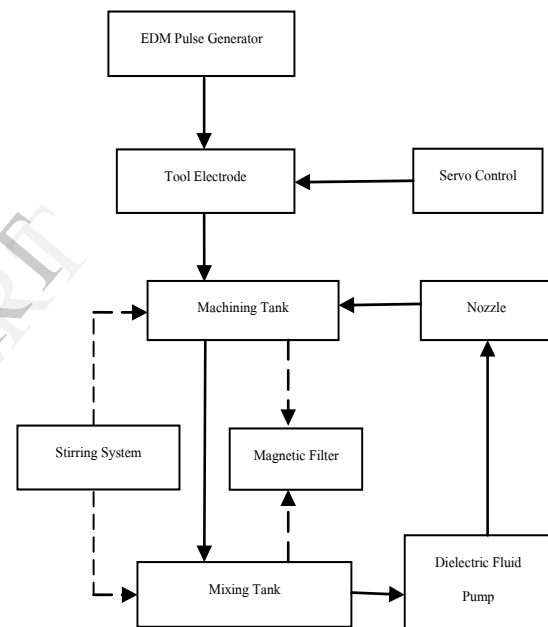 EDM Pulse Generator
Tool Electrode
Servo Control
Machining Tank
Nozzle
Stirring System
Magnetic Filter
Mixing Tank
Dielectric Fluid
Pump